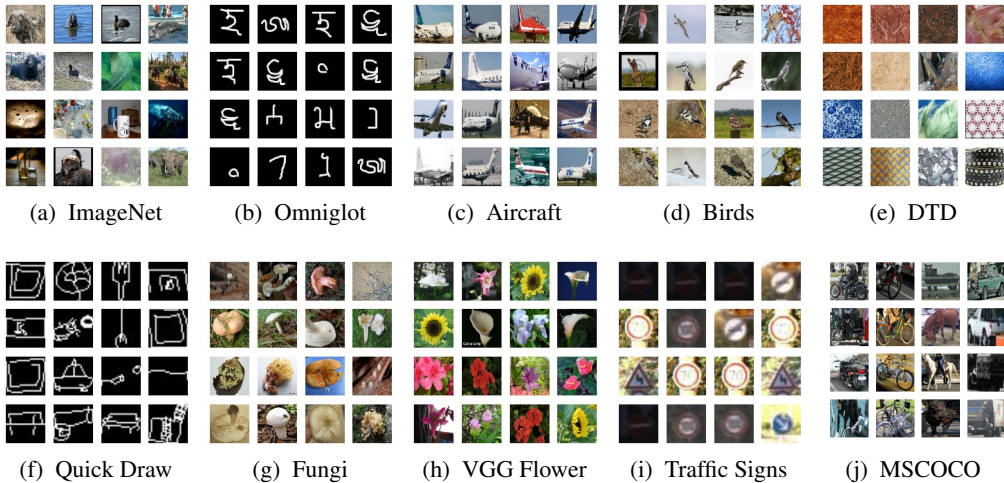 (a) ImageNet
(b) Omniglot
(c) Aircraft
(d) Birds
(e) DTD
(f) Quick Draw
(g) Fungi
(h) VGG Flower
(i) Traffic Signs
(j) MSCOCO